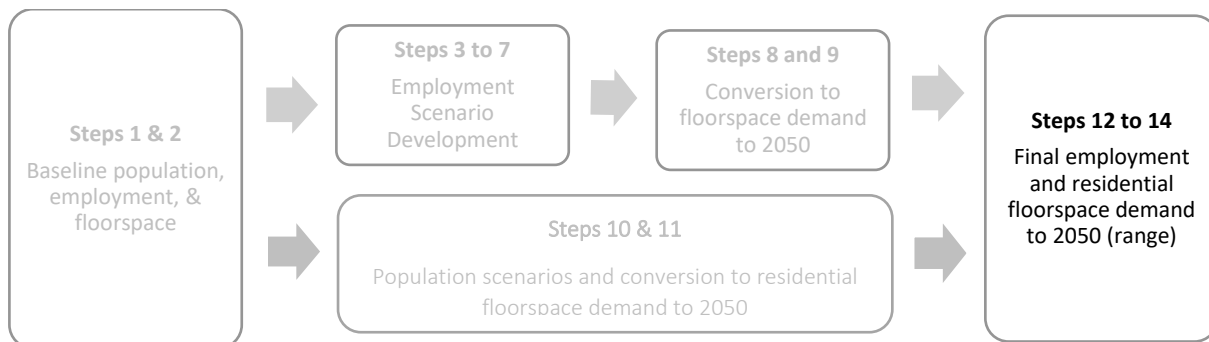 Steps 1 & 2
Baseline population,
employment, &
floorspace
Steps 3 to 7
Employment
Scenario
Development
Steps 8 and 9
Conversion to
floorspace demand
to 2050
Steps 10 & 11
Population scenarios and conversion to residential
floorspace demand to 2050
Steps 12 to 14
Final employment
and residential
floorspace demand
to 2050 (range)